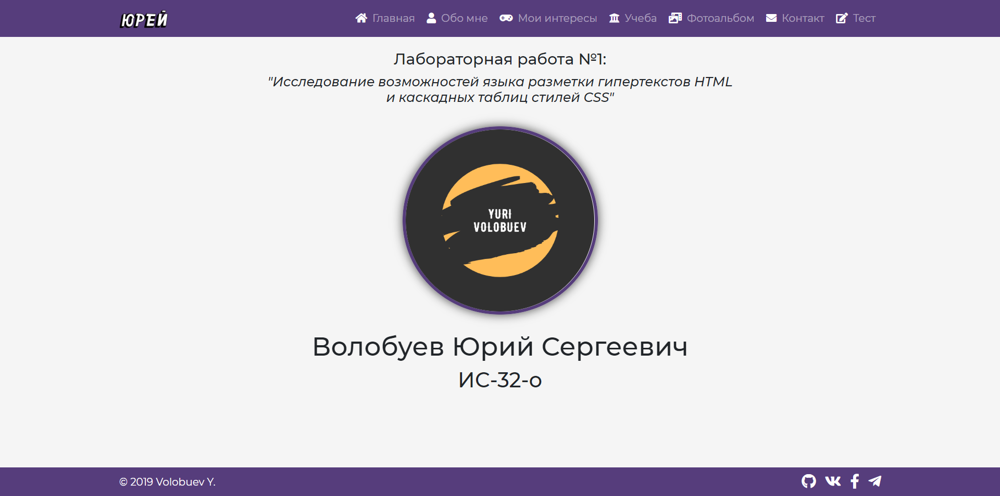 ЮРЕЙ
Главная Обо мне Мои интересы Учеба Фотоальбом Контакт Тест
Лабораторная работа №1:
"Исследование возможностей языка разметки гипертекстов HTML
и каскадных таблиц стилей CSS"
YURI
VOLOBUEV
Волобуев Юрий Сергеевич
ИС-32-о
© 2019 Volobuev Y.